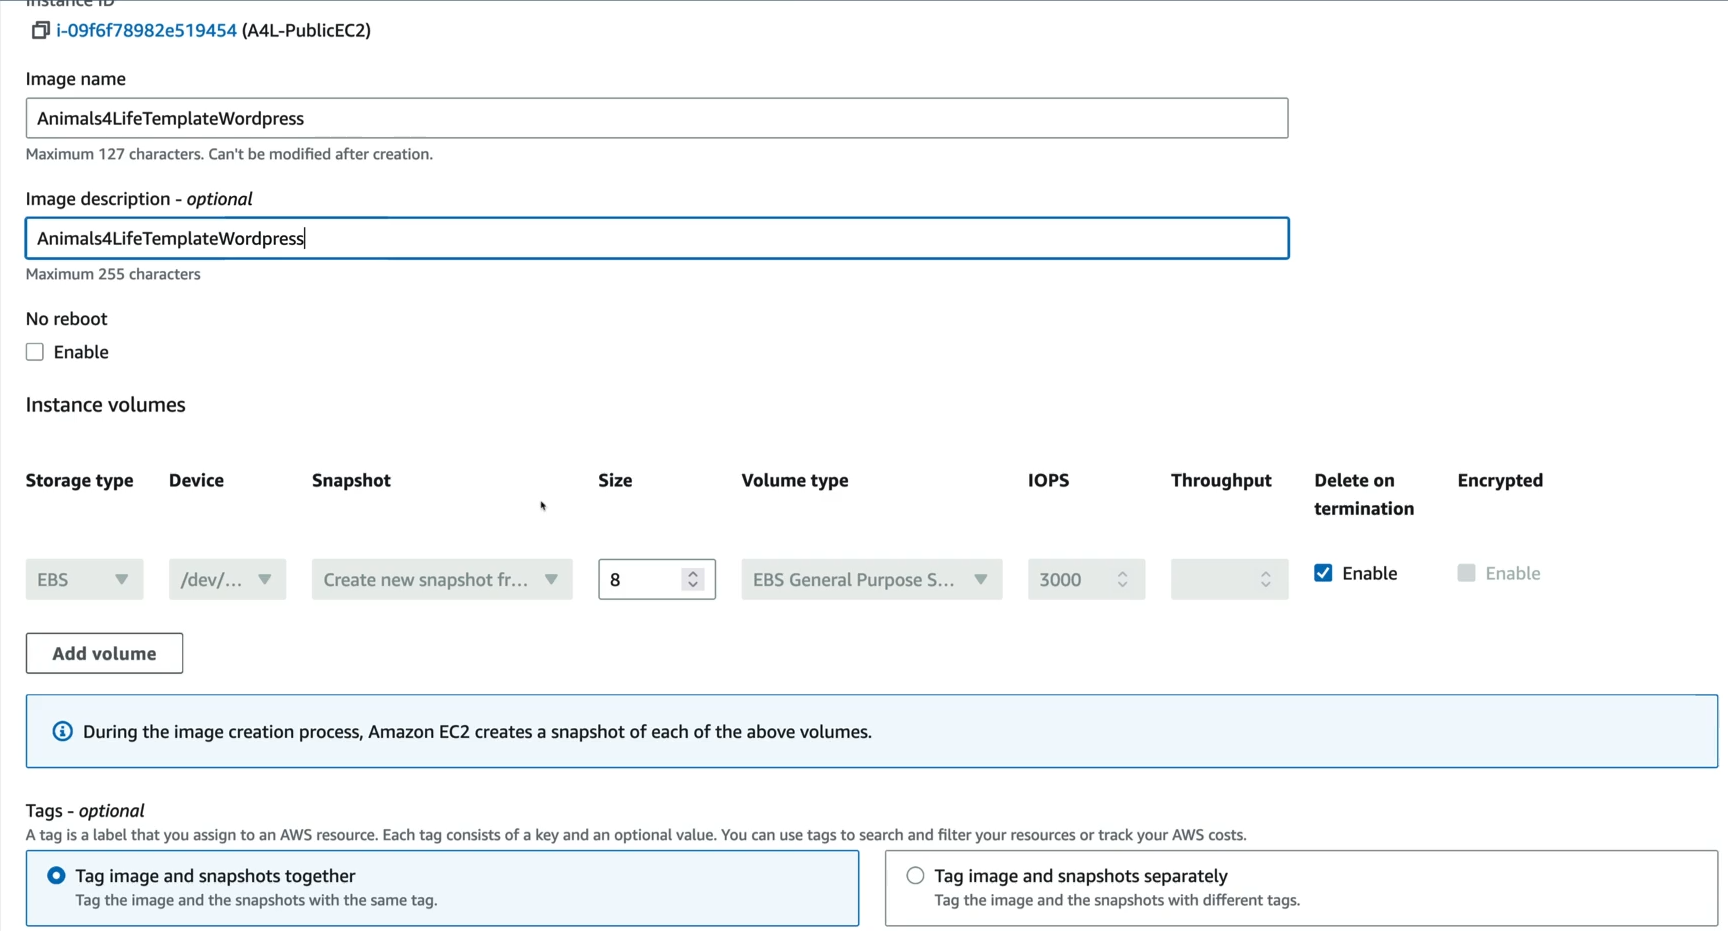 Instance ID
i-09f6f78982e519454 (A4L-PublicEC2)
Image name
Animals4LifeTemplateWordpress
Maximum 127 characters. Can't be modified after creation.
Image description - optional
Animals4LifeTemplateWordpress
Maximum 255 characters
No reboot
Enable
Instance volumes
Storage type Device Snapshot Size Volume type IOPS Throughput Delete on termination Encrypted
EBS /dev/... Create new snapshot fr... 8 EBS General Purpose S... 3000 Enable Enable
Add volume
During the image creation process, Amazon EC2 creates a snapshot of each of the above volumes.
Tags - optional
A tag is a label that you assign to an AWS resource. Each tag consists of a key and an optional value. You can use tags to search and filter your resources or track your AWS costs.
Tag image and snapshots together
Tag the image and the snapshots with the same tag.
Tag image and snapshots separately
Tag the image and the snapshots with different tags.